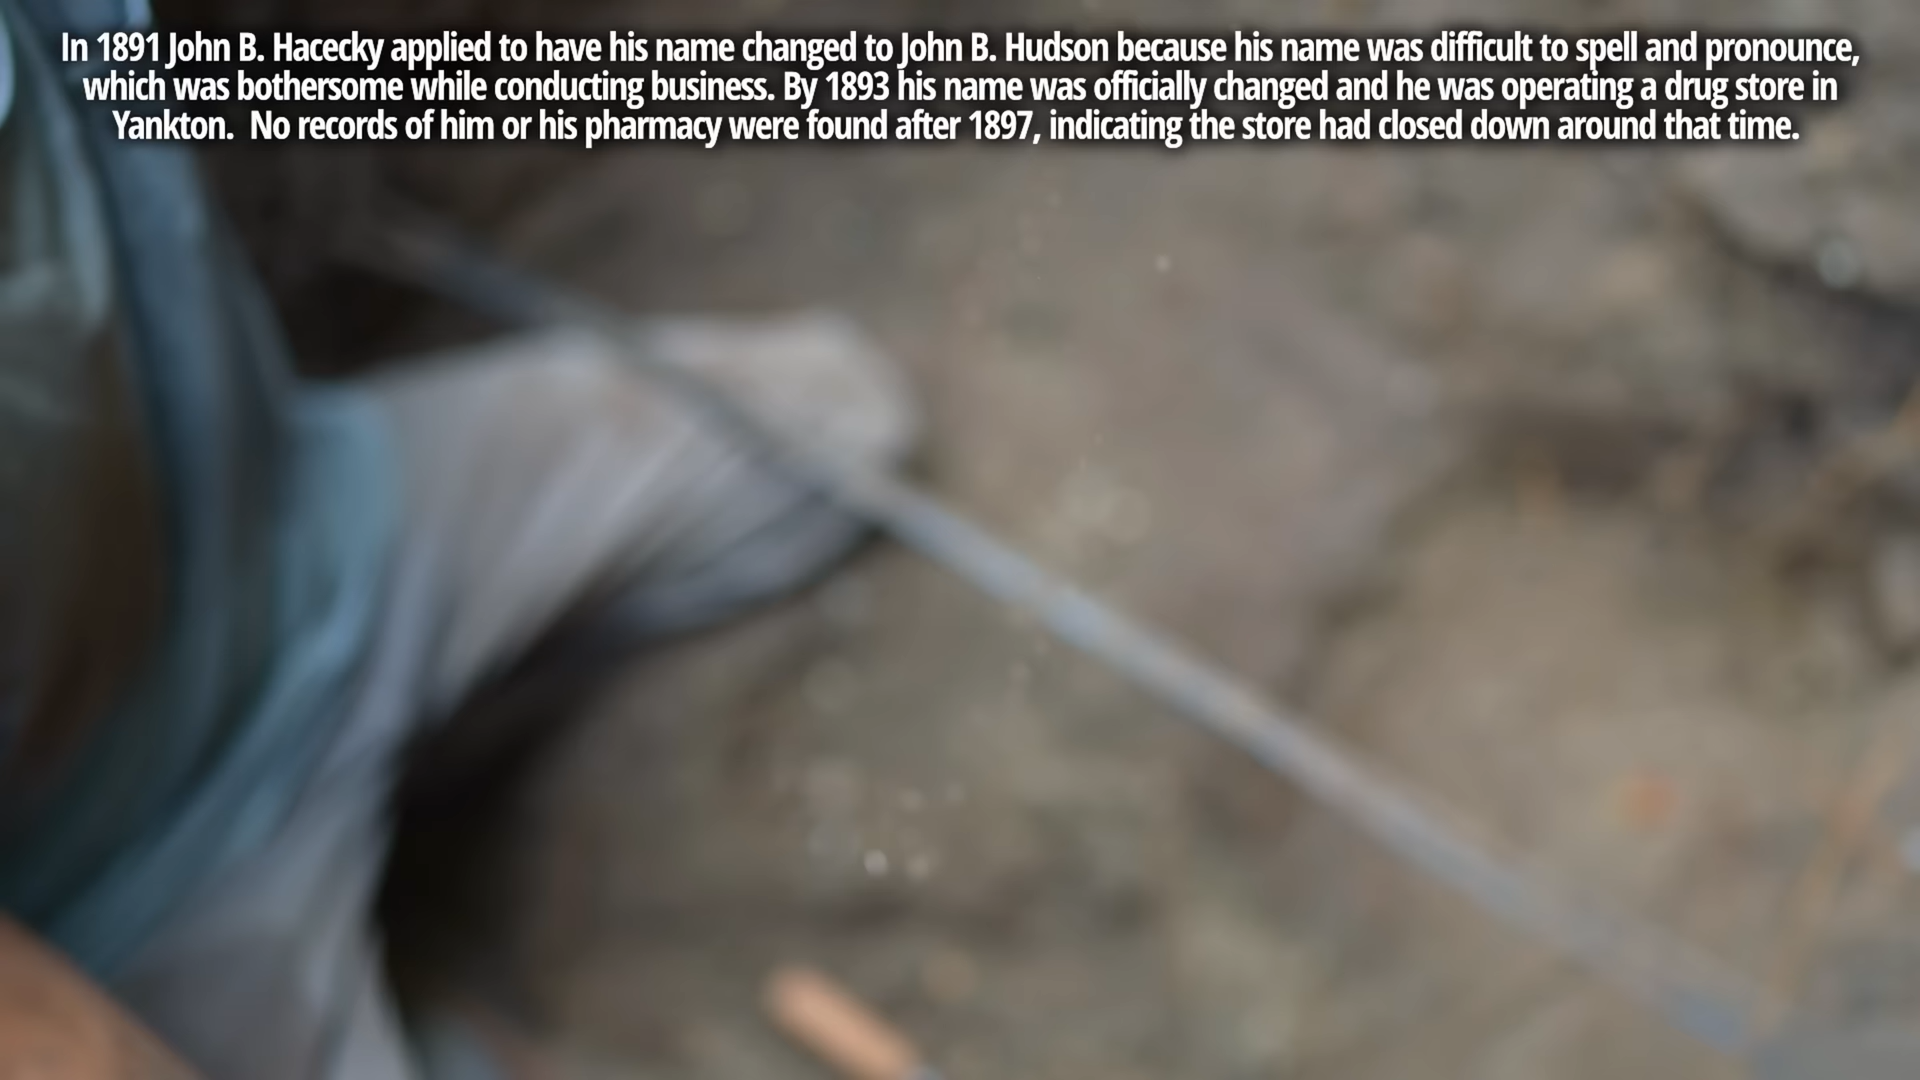 In 1891 John B. Hacecky applied to have his name changed to John B. Hudson because his name was difficult to spell and pronounce,
which was bothersome while conducting business. By 1893 his name was officially changed and he was operating a drug store in
Yankton.  No records of him or his pharmacy were found after 1897, indicating the store had closed down around that time.